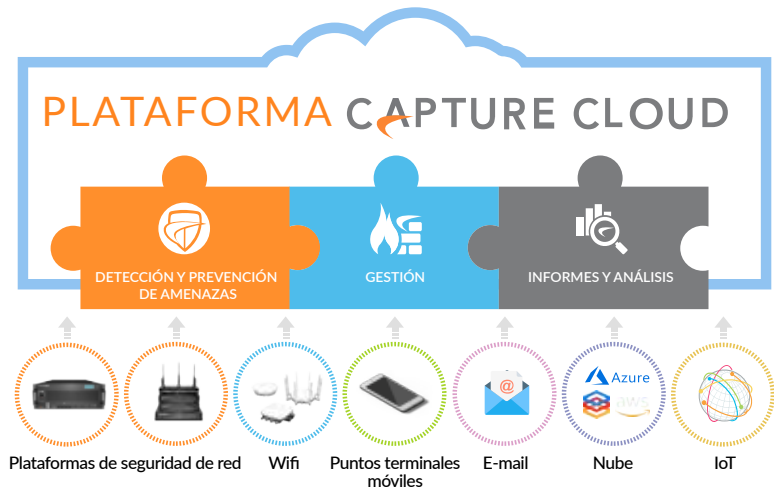 PLATAFORMA CAPTURE CLOUD
DETECCIÓN Y PREVENCIÓN
DE AMENAZAS
GESTIÓN
INFORMES Y ANÁLISIS
@
Azure
aws
Plataformas de seguridad de red
Wifi
Puntos terminales
móviles
E-mail
Nube
IoT